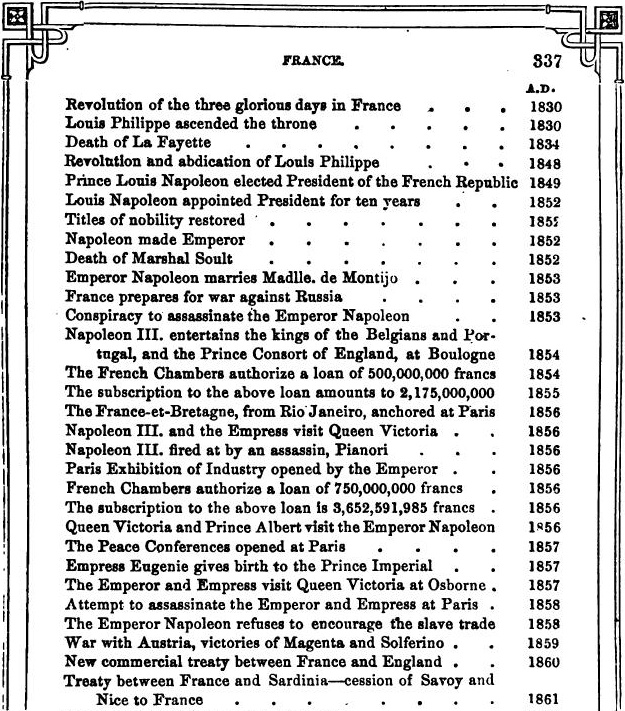 FRANCE. 337
A.D.
Revolution of the three glorious days in France . . . 1830
Louis Philippe ascended the throne . . . . . 1830
Death of La Fayette . . . . . . . 1834
Revolution and abdication of Louis Philippe . . . 1848
Prince Louis Napoleon elected President of the French Republic 1849
Louis Napoleon appointed President for ten years . . 1852
Titles of nobility restored . . . . . . .
Napoleon made Emperor . . . . . . 1852
Death of Marshal Soult . . . . . . 1852
Emperor Napoleon marries Madlle. de Montijo . . . 1853
France prepares for war against Russia . . . . 1853
Conspiracy to assassinate the Emperor Napoleon . . 1853
Napoleon III. entertains the kings of the Belgians and Por-
tugal, and the Prince Consort of England, at Boulogne 1854
The French Chambers authorize a loan of 500,000,000 francs 1854
The subscription to the above loan amounts to 2,175,000,000 1855
The France-et-Bretagne, from Rio Janeiro, anchored at Paris 1856
Napoleon III. and the Empress visit Queen Victoria . . 1856
Napoleon III. fired at by an assassin, Pianori . . . 1856
Paris Exhibition of Industry opened by the Emperor . . 1856
French Chambers authorize a loan of 750,000,000 francs . 1856
The subscription to the above loan is 3,652,591,985 francs . 1856
Queen Victoria and Prince Albert visit the Emperor Napoleon 1856
The Peace Conferences opened at Paris . . . . 1857
Empress Eugenie gives birth to the Prince Imperial . . 1857
The Emperor and Empress visit Queen Victoria at Osborne . 1857
Attempt to assassinate the Emperor and Empress at Paris . 1858
The Emperor Napoleon refuses to encourage the slave trade 1858
War with Austria, victories of Magenta and Solferino . . 1859
New commercial treaty between France and England . . 1860
Treaty between France and Sardinia—cession of Savoy and
Nice to France . . . . . . . 1861